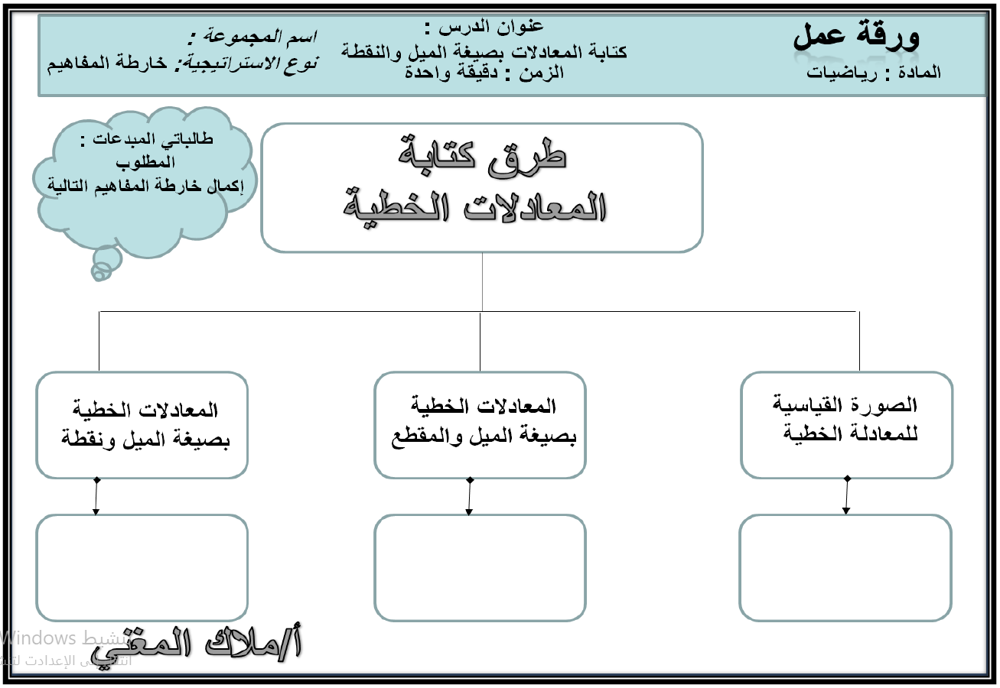 ورقة عمل
المادة : رياضيات
عنوان الدرس :
كتابة المعادلات بصيغة الميل والنقطة
الزمن : دقيقة واحدة
اسم المجموعة :
نوع الاستراتيجية: خارطة المفاهيم
طالباتي المبدعات :
المطلوب
إكمال خارطة المفاهيم التالية
طرق كتابة
المعادلات الخطية
الصورة القياسية
للمعادلة الخطية
المعادلات الخطية
بصيغة الميل والمقطع
المعادلات الخطية
بصيغة الميل ونقطة
أ/ملاك المغني
تنشيط Windows
الإعدادت